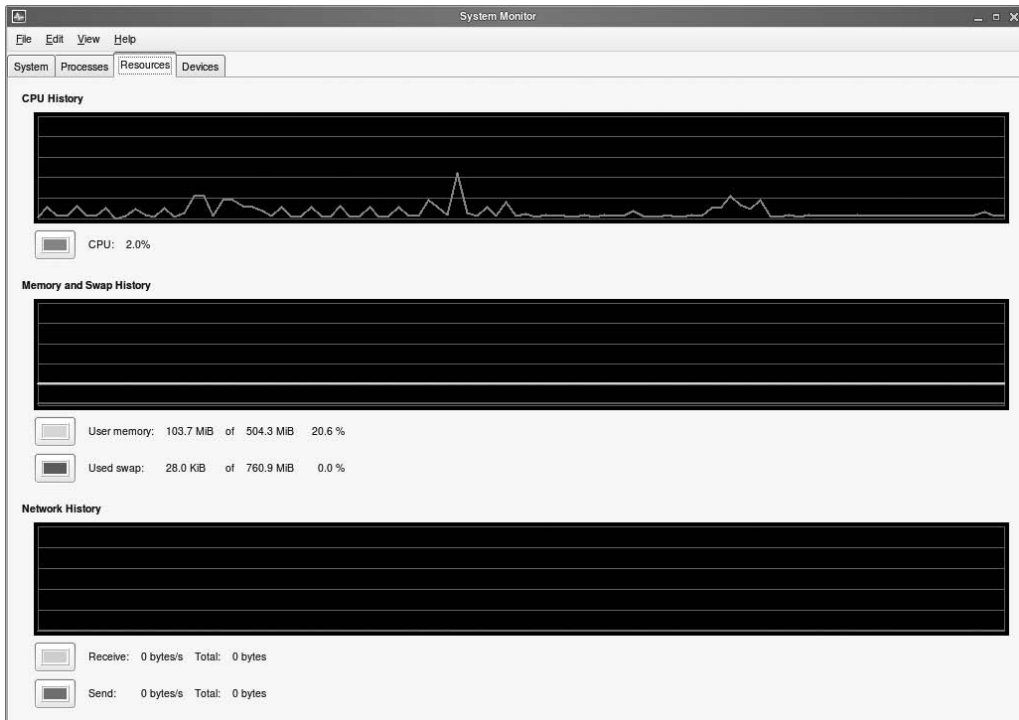 System Monitor
File Edit View Help
System Processes Resources Devices
CPU History
CPU: 2.0%
Memory and Swap History
User memory: 103.7 MiB of 504.3 MiB 20.6 %
Used swap: 28.0 KiB of 760.9 MiB 0.0 %
Network History
Receive: 0 bytes/s Total: 0 bytes
Send: 0 bytes/s Total: 0 bytes